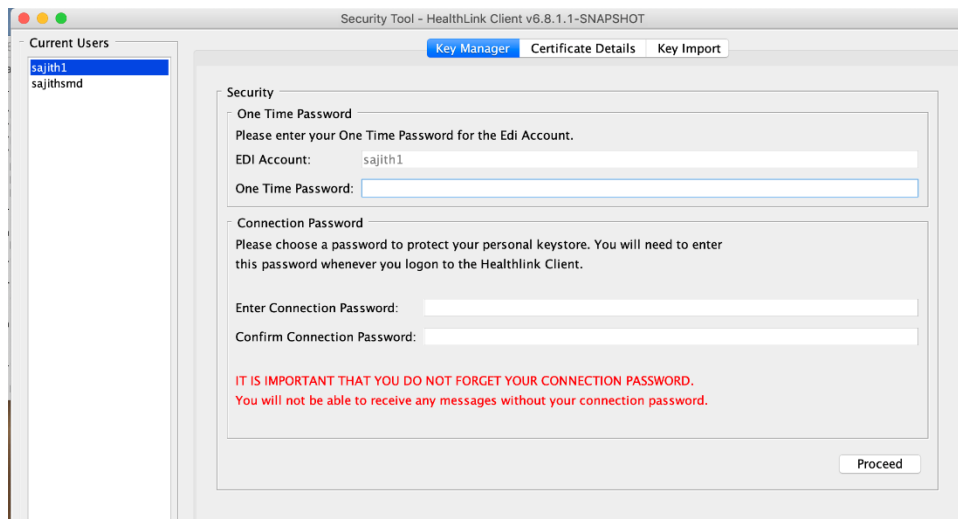 Security Tool - HealthLink Client v6.8.1.1-SNAPSHOT
Current Users
sajith1
sajithsmd
Key Manager Certificate Details Key Import
Security
One Time Password
Please enter your One Time Password for the Edi Account.
EDI Account: sajith1
One Time Password:
Connection Password
Please choose a password to protect your personal keystore. You will need to enter
this password whenever you logon to the Healthlink Client.
Enter Connection Password:
Confirm Connection Password:
IT IS IMPORTANT THAT YOU DO NOT FORGET YOUR CONNECTION PASSWORD.
You will not be able to receive any messages without your connection password.
Proceed